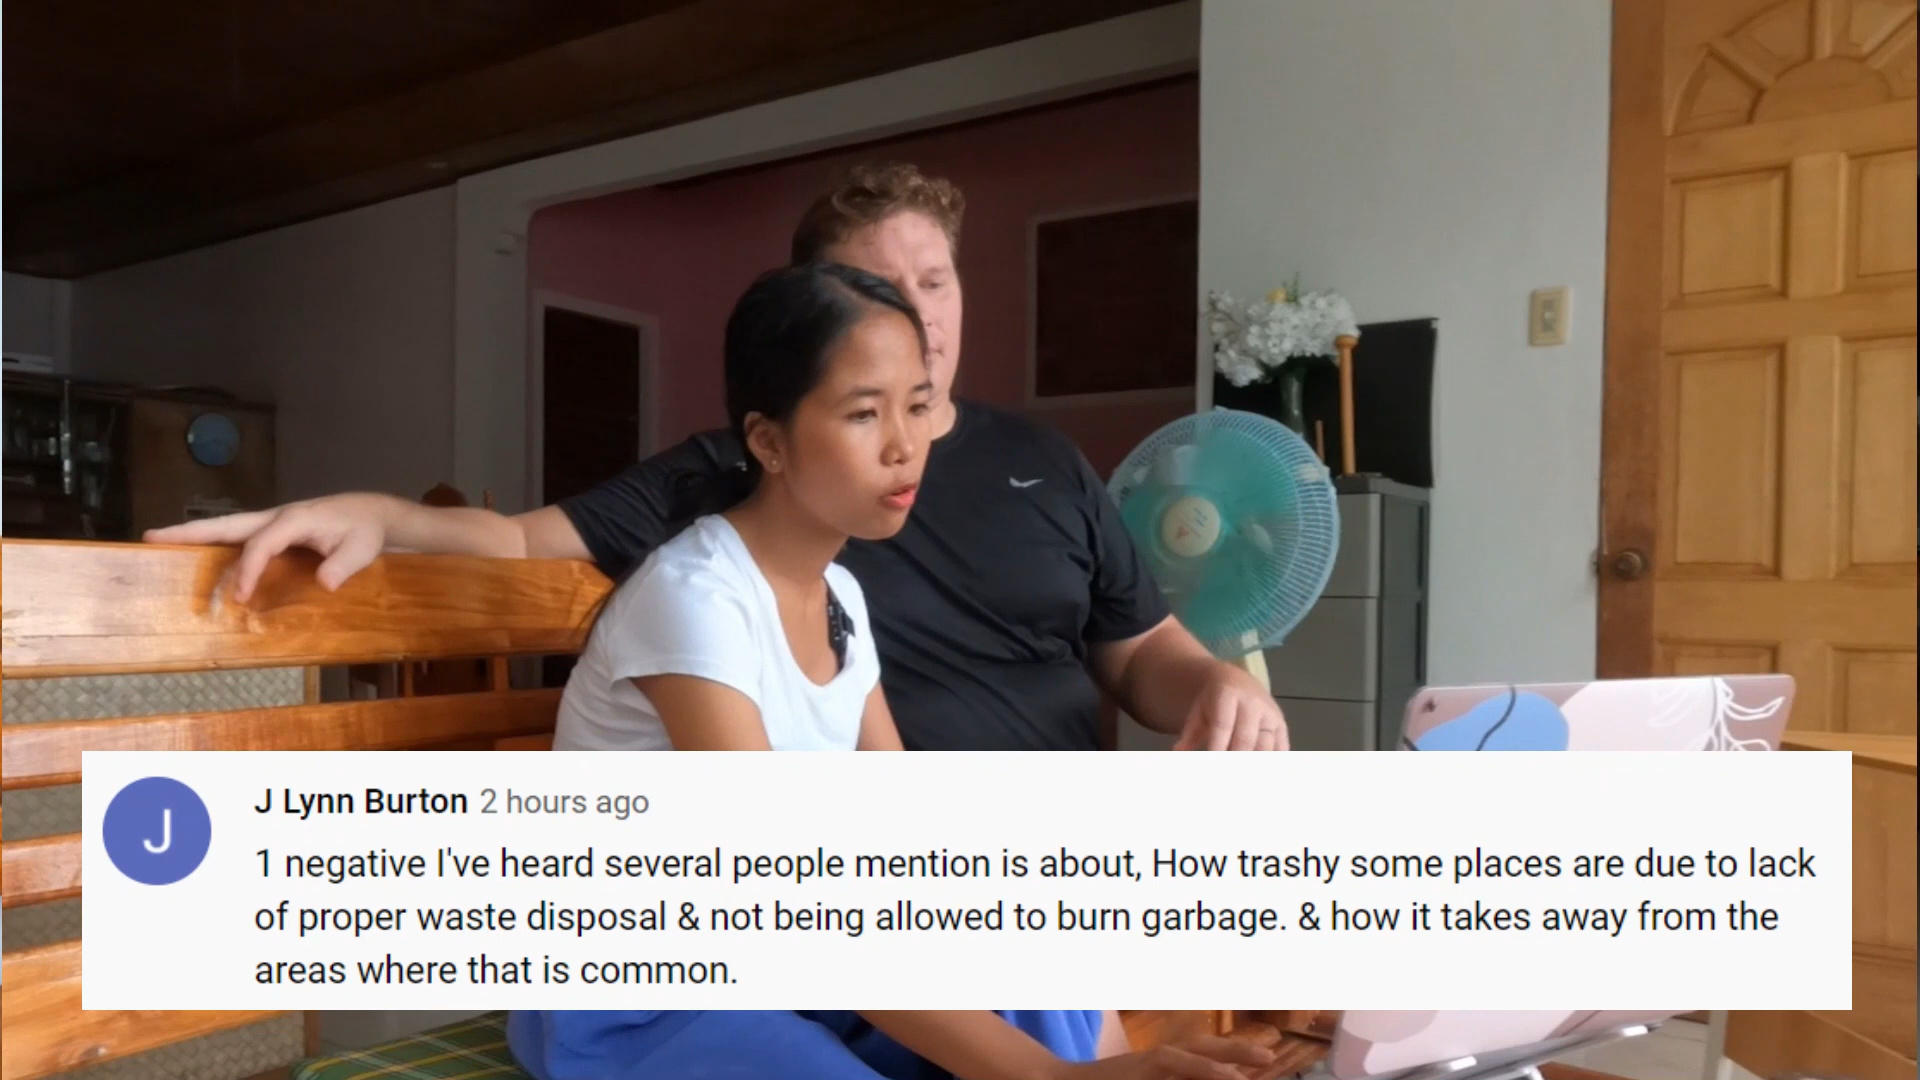 J
J Lynn Burton 2 hours ago
1 negative I've heard several people mention is about, How trashy some places are due to lack
of proper waste disposal & not being allowed to burn garbage. & how it takes away from the
areas where that is common.